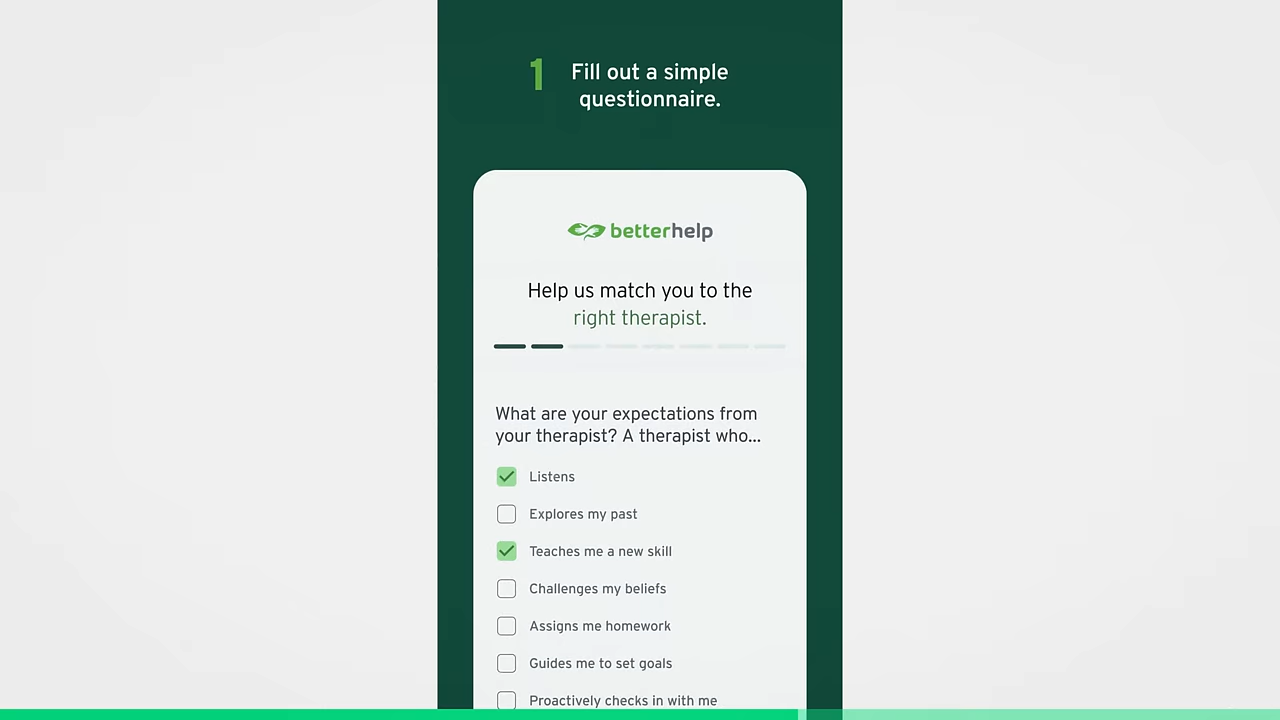 1 Fill out a simple
questionnaire.
betterhelp
Help us match you to the
right therapist.
What are your expectations from
your therapist? A therapist who...
Listens
Explores my past
Teaches me a new skill
Challenges my beliefs
Assigns me homework
Guides me to set goals
Proactively checks in with me